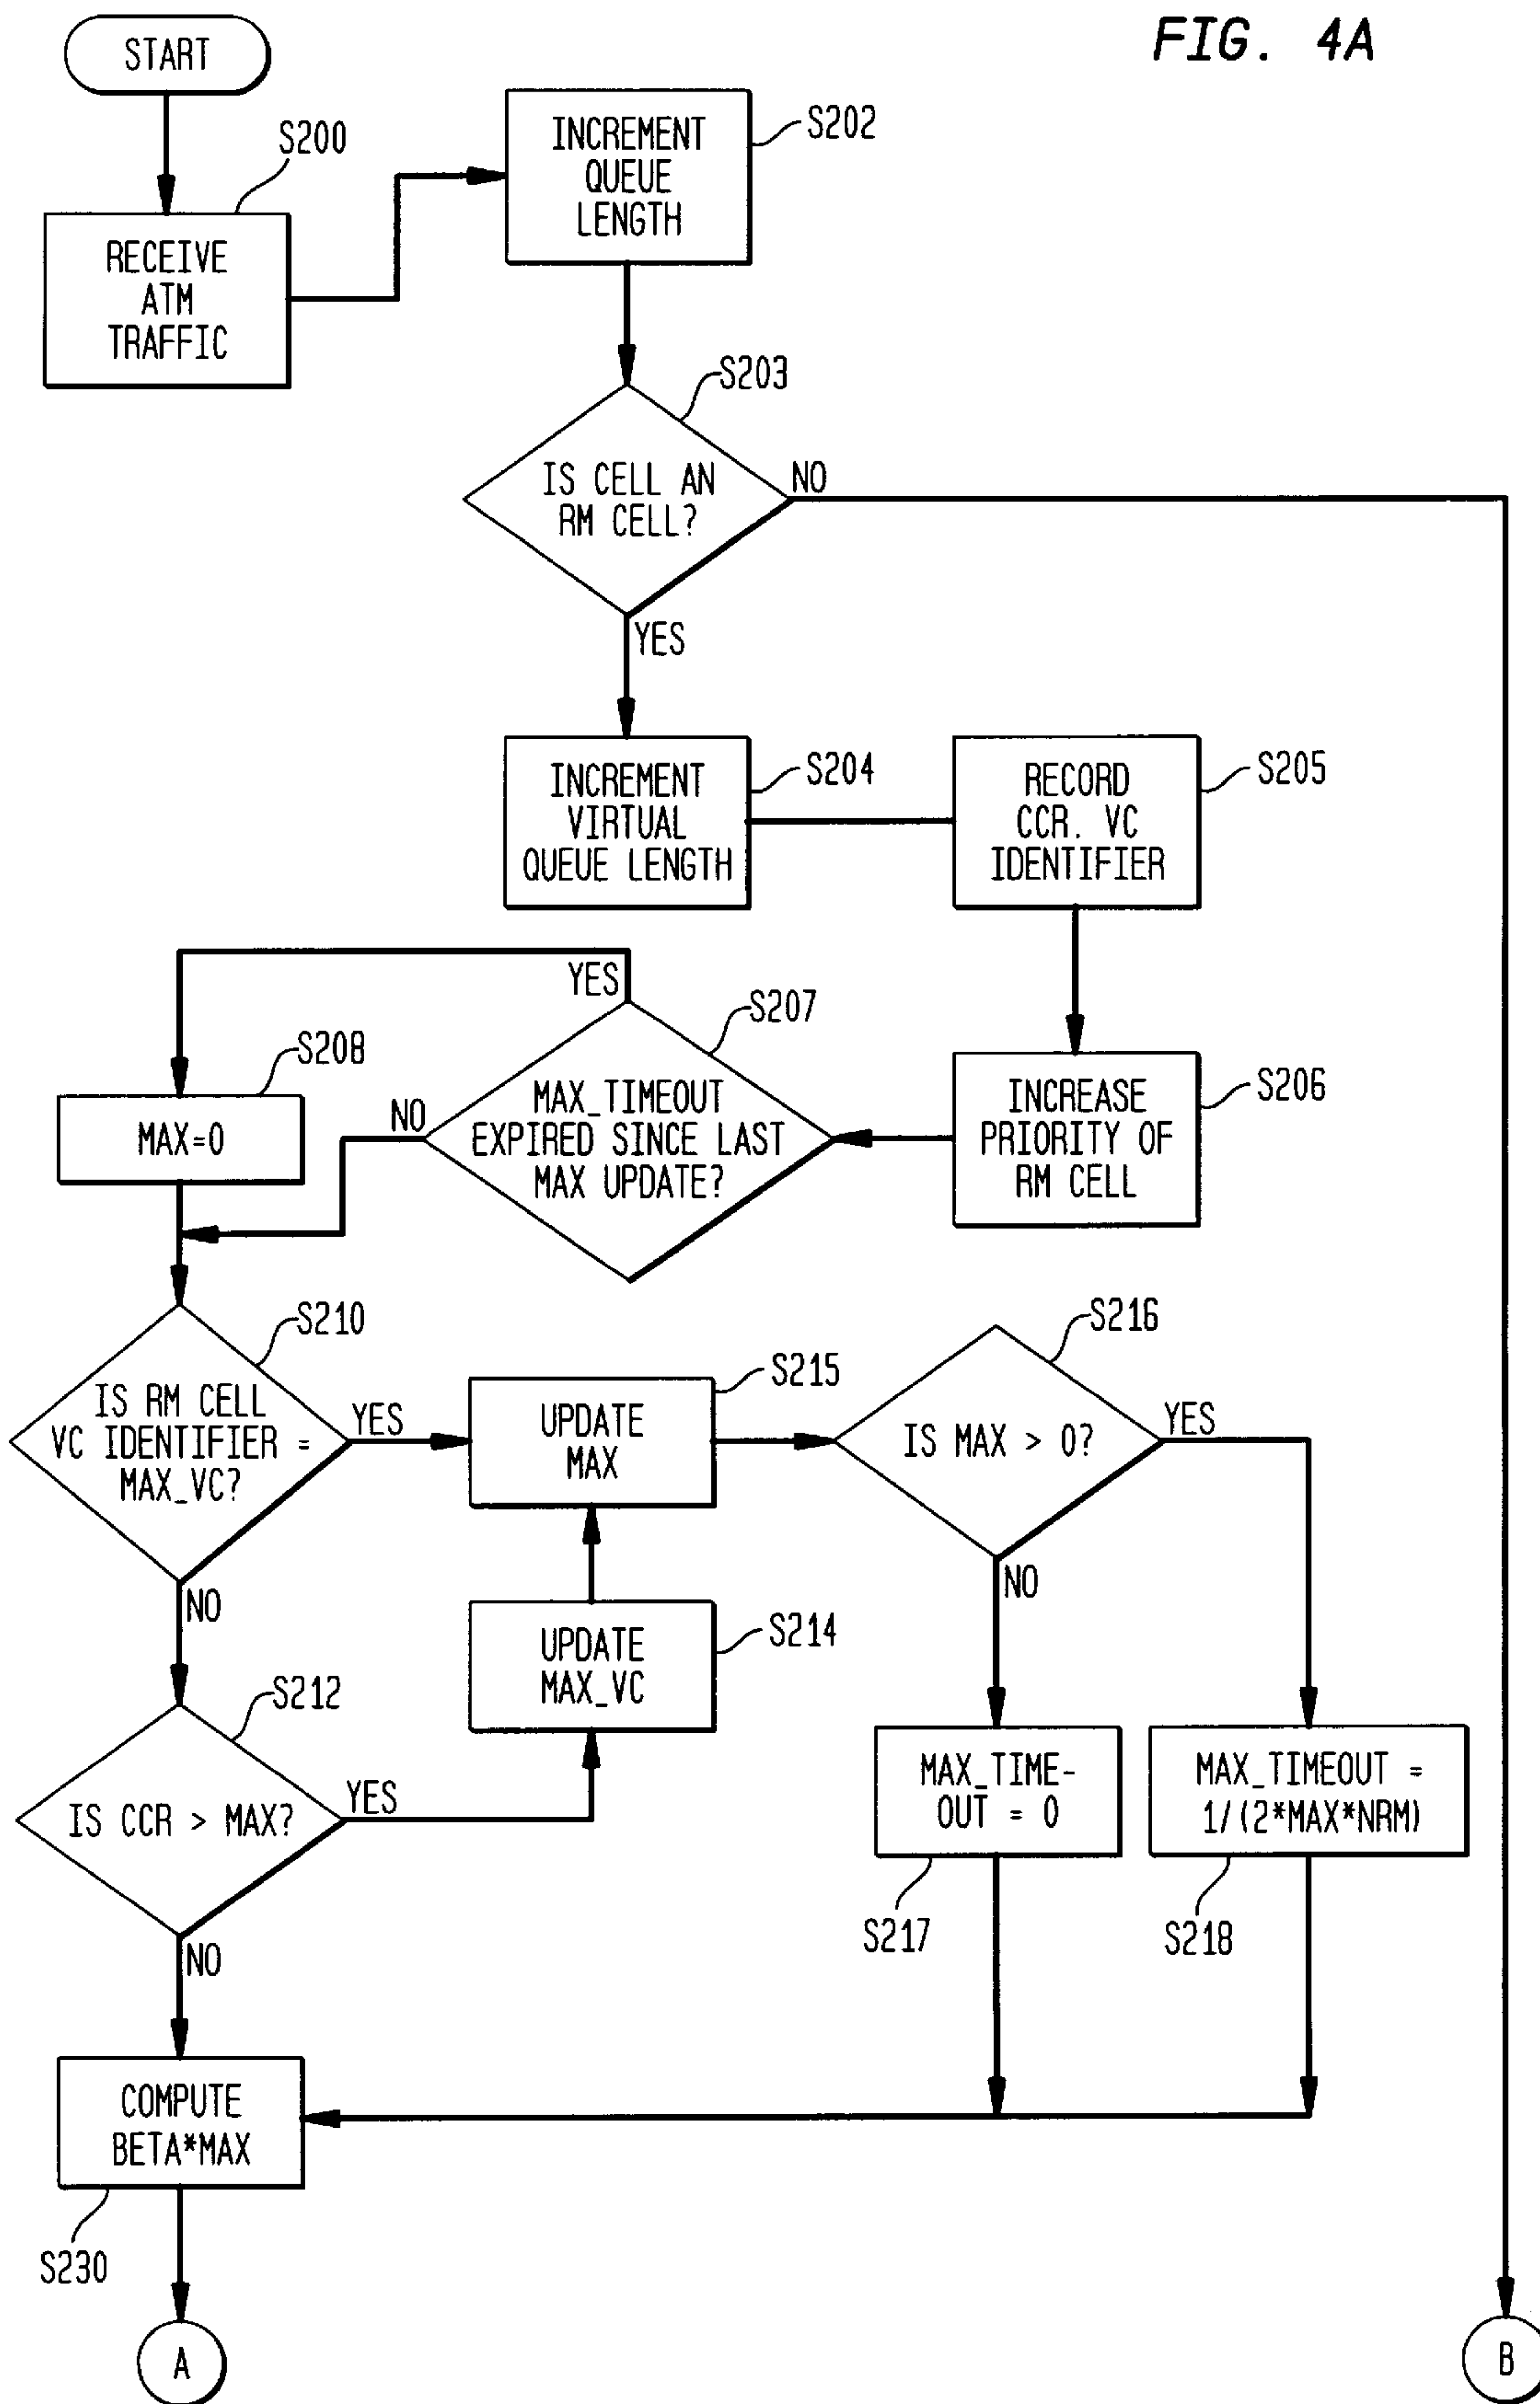 FIG. 4A
START
S200
RECEIVE
ATM
TRAFFIC
INCREMENT
QUEUE
LENGTH
S202
S203
IS CELL AN
RM CELL?
NO
YES
INCREMENT
VIRTUAL
QUEUE LENGTH
S204
RECORD
CCR. VC
IDENTIFIER
S205
INCREASE
PRIORITY OF
RM CELL
S206
YES
S207
MAX_TIMEOUT
EXPIRED SINCE LAST
MAX UPDATE?
NO
S208
MAX=0
S210
IS RM CELL
VC IDENTIFIER =
MAX_VC?
YES
NO
S215
UPDATE
MAX
S214
UPDATE
MAX_VC
S212
IS CCR > MAX?
YES
NO
S216
IS MAX > 0?
YES
NO
MAX_TIME-
OUT = 0
S217
MAX_TIMEOUT =
1/(2*MAX*NRM)
S218
COMPUTE
BETA*MAX
S230
A
B